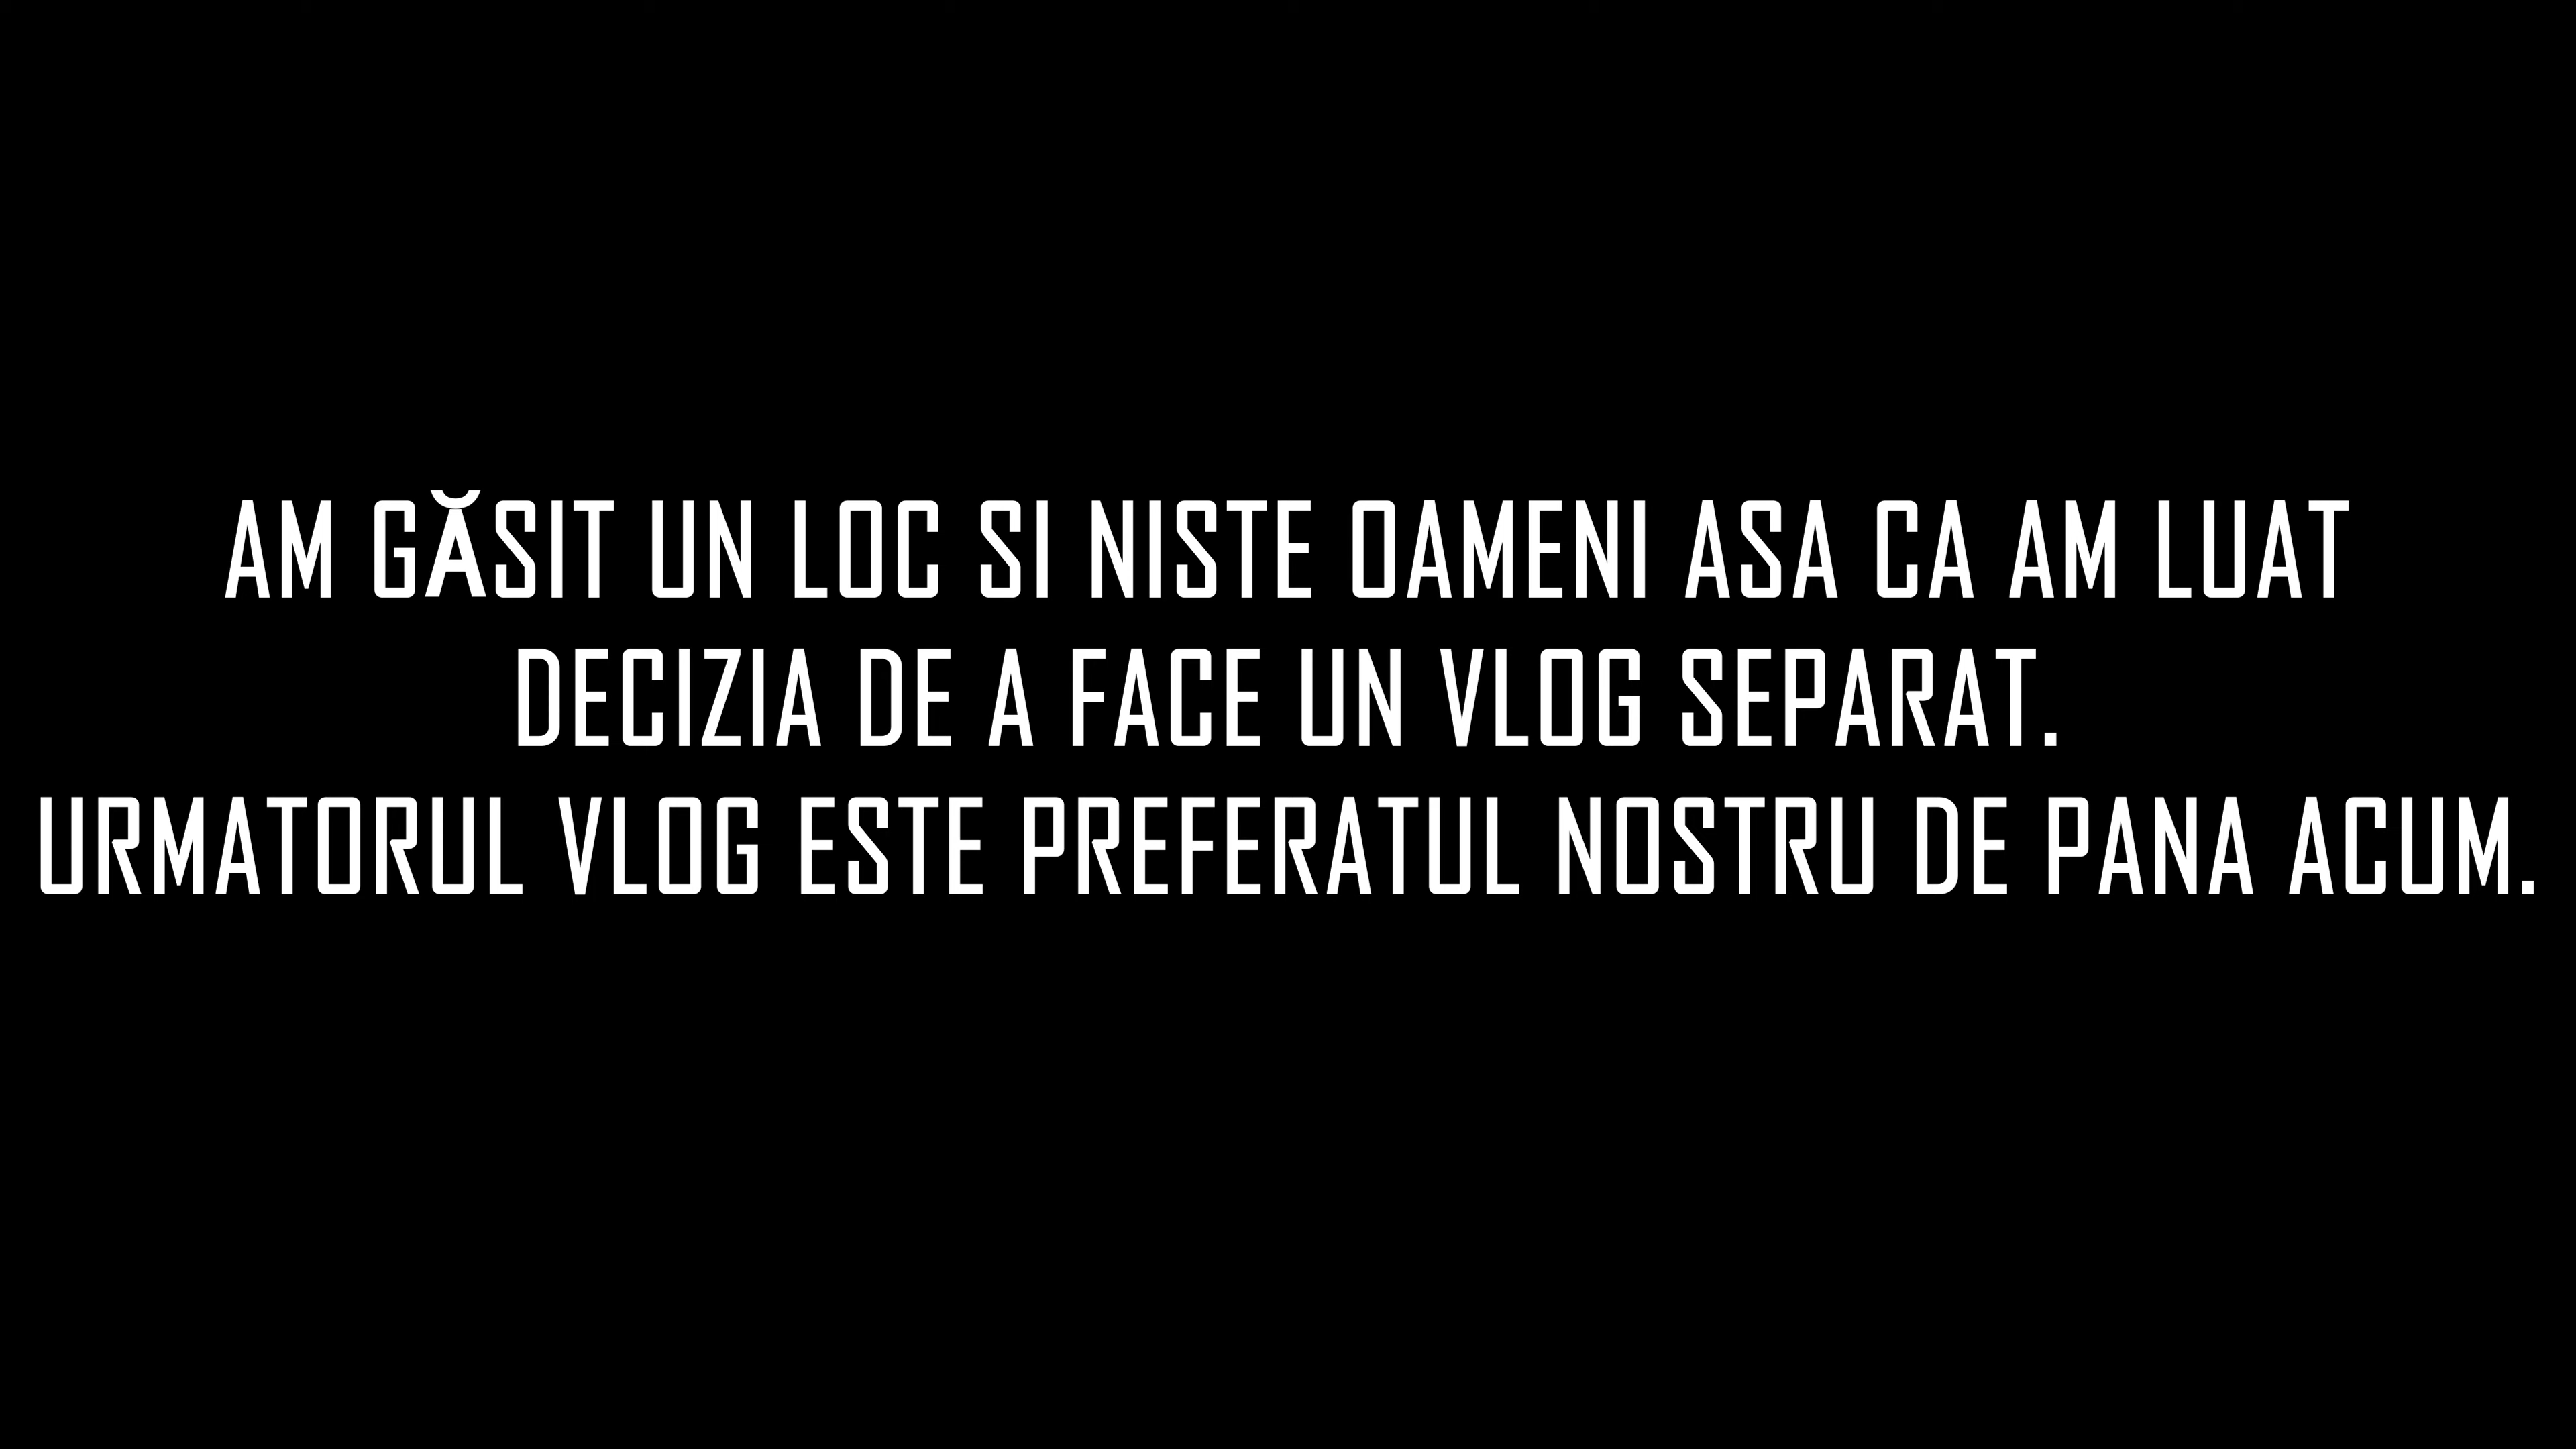 AM GĂSIT UN LOC SI NISTE OAMENI ASA CA AM LUAT
DECIZIA DE A FACE UN VLOG SEPARAT.
URMATORUL VLOG ESTE PREFERATUL NOSTRU DE PANA ACUM.